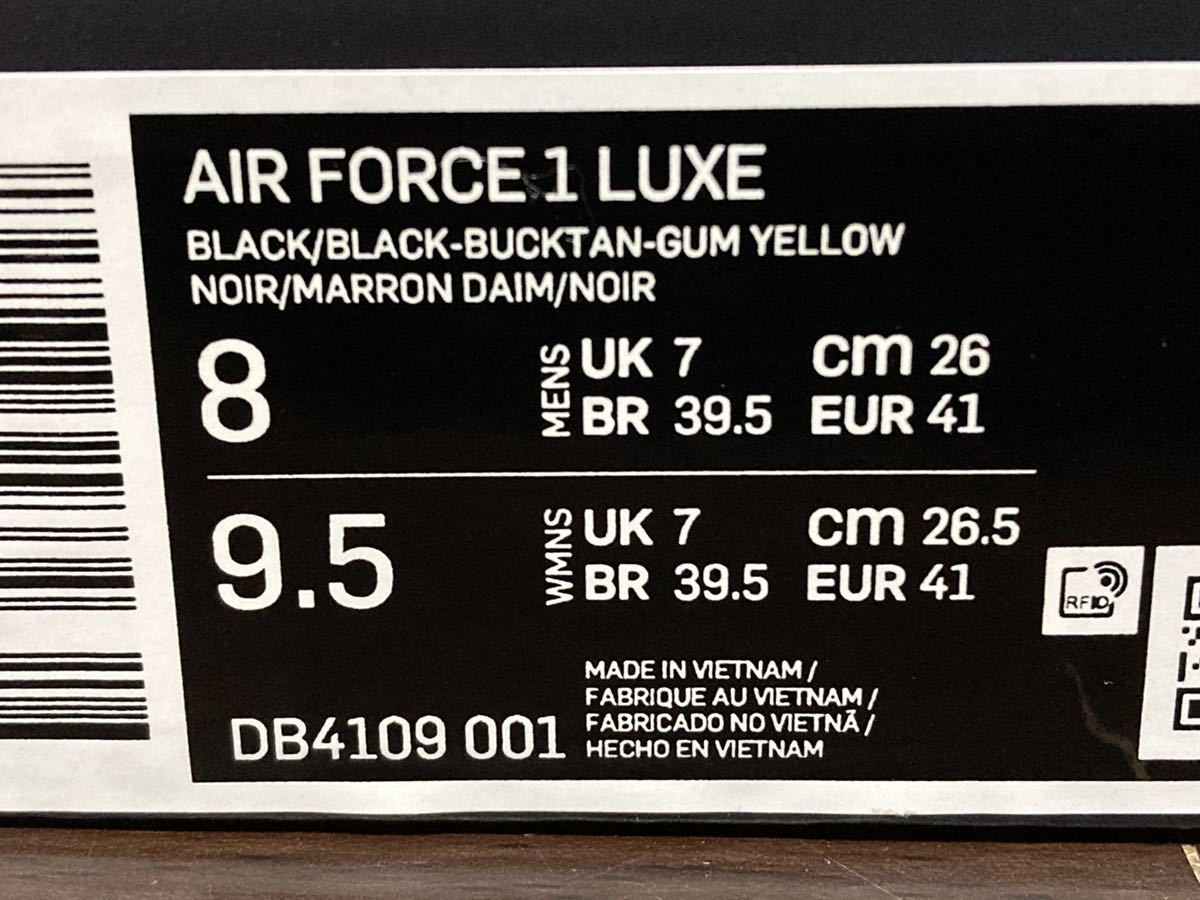 AIR FORCE 1 LUXE
BLACK/BLACK-BUCKTAN-GUM YELLOW
NOIR/MARRON DAIM/NOIR
8 MENS UK 7 cm 26
BR 39.5 EUR 41
9.5 WMNS UK 7 cm 26.5
BR 39.5 EUR 41
RFID
MADE IN VIETNAM /
FABRIQUE AU VIETNAM /
FABRICADO NO VIETNÃ /
HECHO EN VIETNAM
DB4109 001